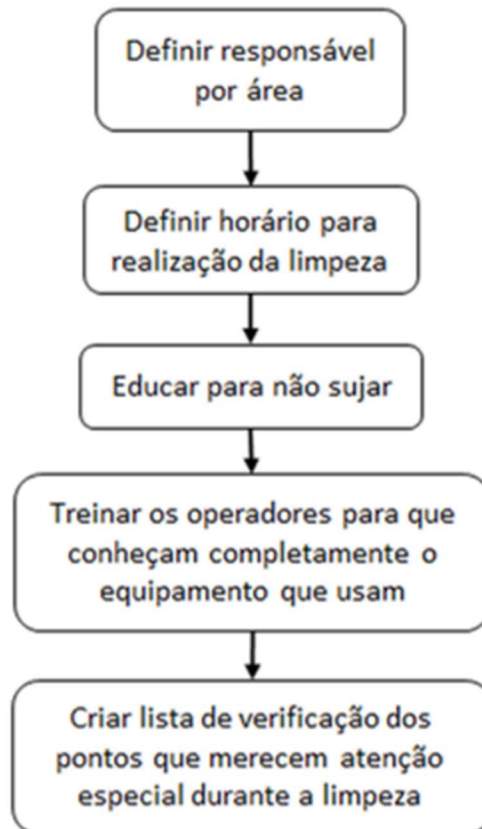 Definir responsável
por área
Definir horário para
realização da limpeza
Educar para não sujar
Treinar os operadores para que
conheçam completamente o
equipamento que usam
Criar lista de verificação dos
pontos que merecem atenção
especial durante a limpeza